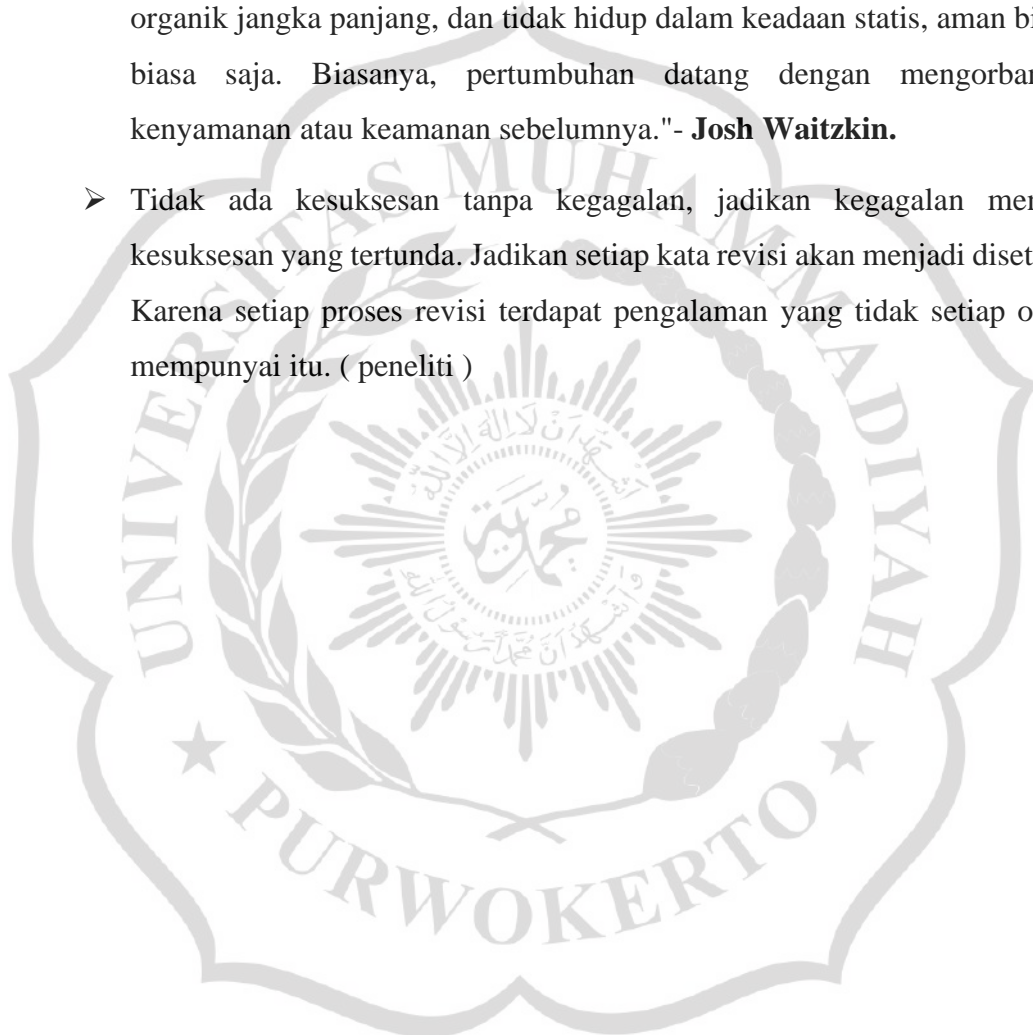 organik jangka panjang, dan tidak hidup dalam keadaan statis, aman
biasa saja. Biasanya, pertumbuhan datang dengan
kenyamanan atau keamanan sebelumnya."- Josh Waitzkin.
➤ Tidak ada kesuksesan tanpa kegagalan, jadikan kegagalan
kesuksesan yang tertunda. Jadikan setiap kata revisi akan menjadi
Karena setiap proses revisi terdapat pengalaman yang tidak setiap
mempunyai itu. ( peneliti )
UNIVERSITAS MUHAMMADIYAH
PURWOKERTO